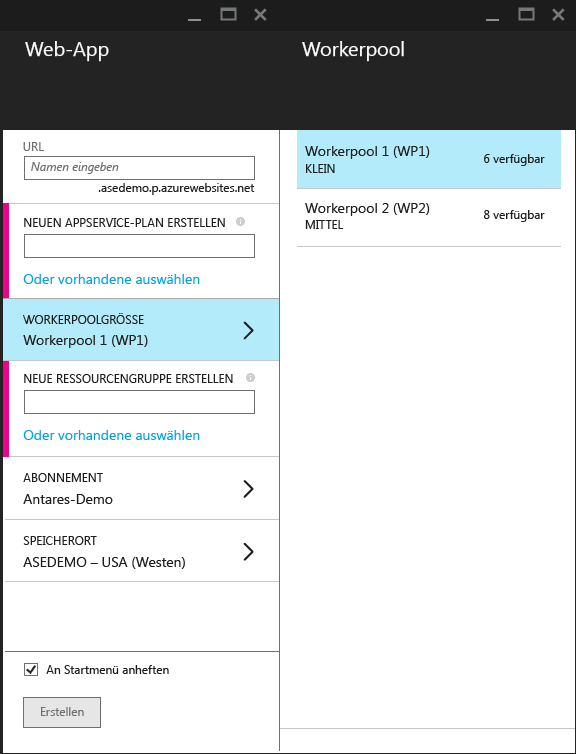 Web-App
URL
Namen eingeben
.asedemo.p.azurewebsites.net
NEUEN APPSERVICE-PLAN ERSTELLEN
Oder vorhandene auswählen
WORKERPOOLGRÖSSE
Workerpool 1 (WP1)
NEUE RESSOURCENGRUPPE ERSTELLEN
Oder vorhandene auswählen
ABONNEMENT
Antares-Demo
SPEICHERORT
ASEDEMO – USA (Westen)
An Startmenü anheften
Erstellen
Workerpool
Workerpool 1 (WP1)
KLEIN
6 verfügbar
Workerpool 2 (WP2)
MITTEL
8 verfügbar